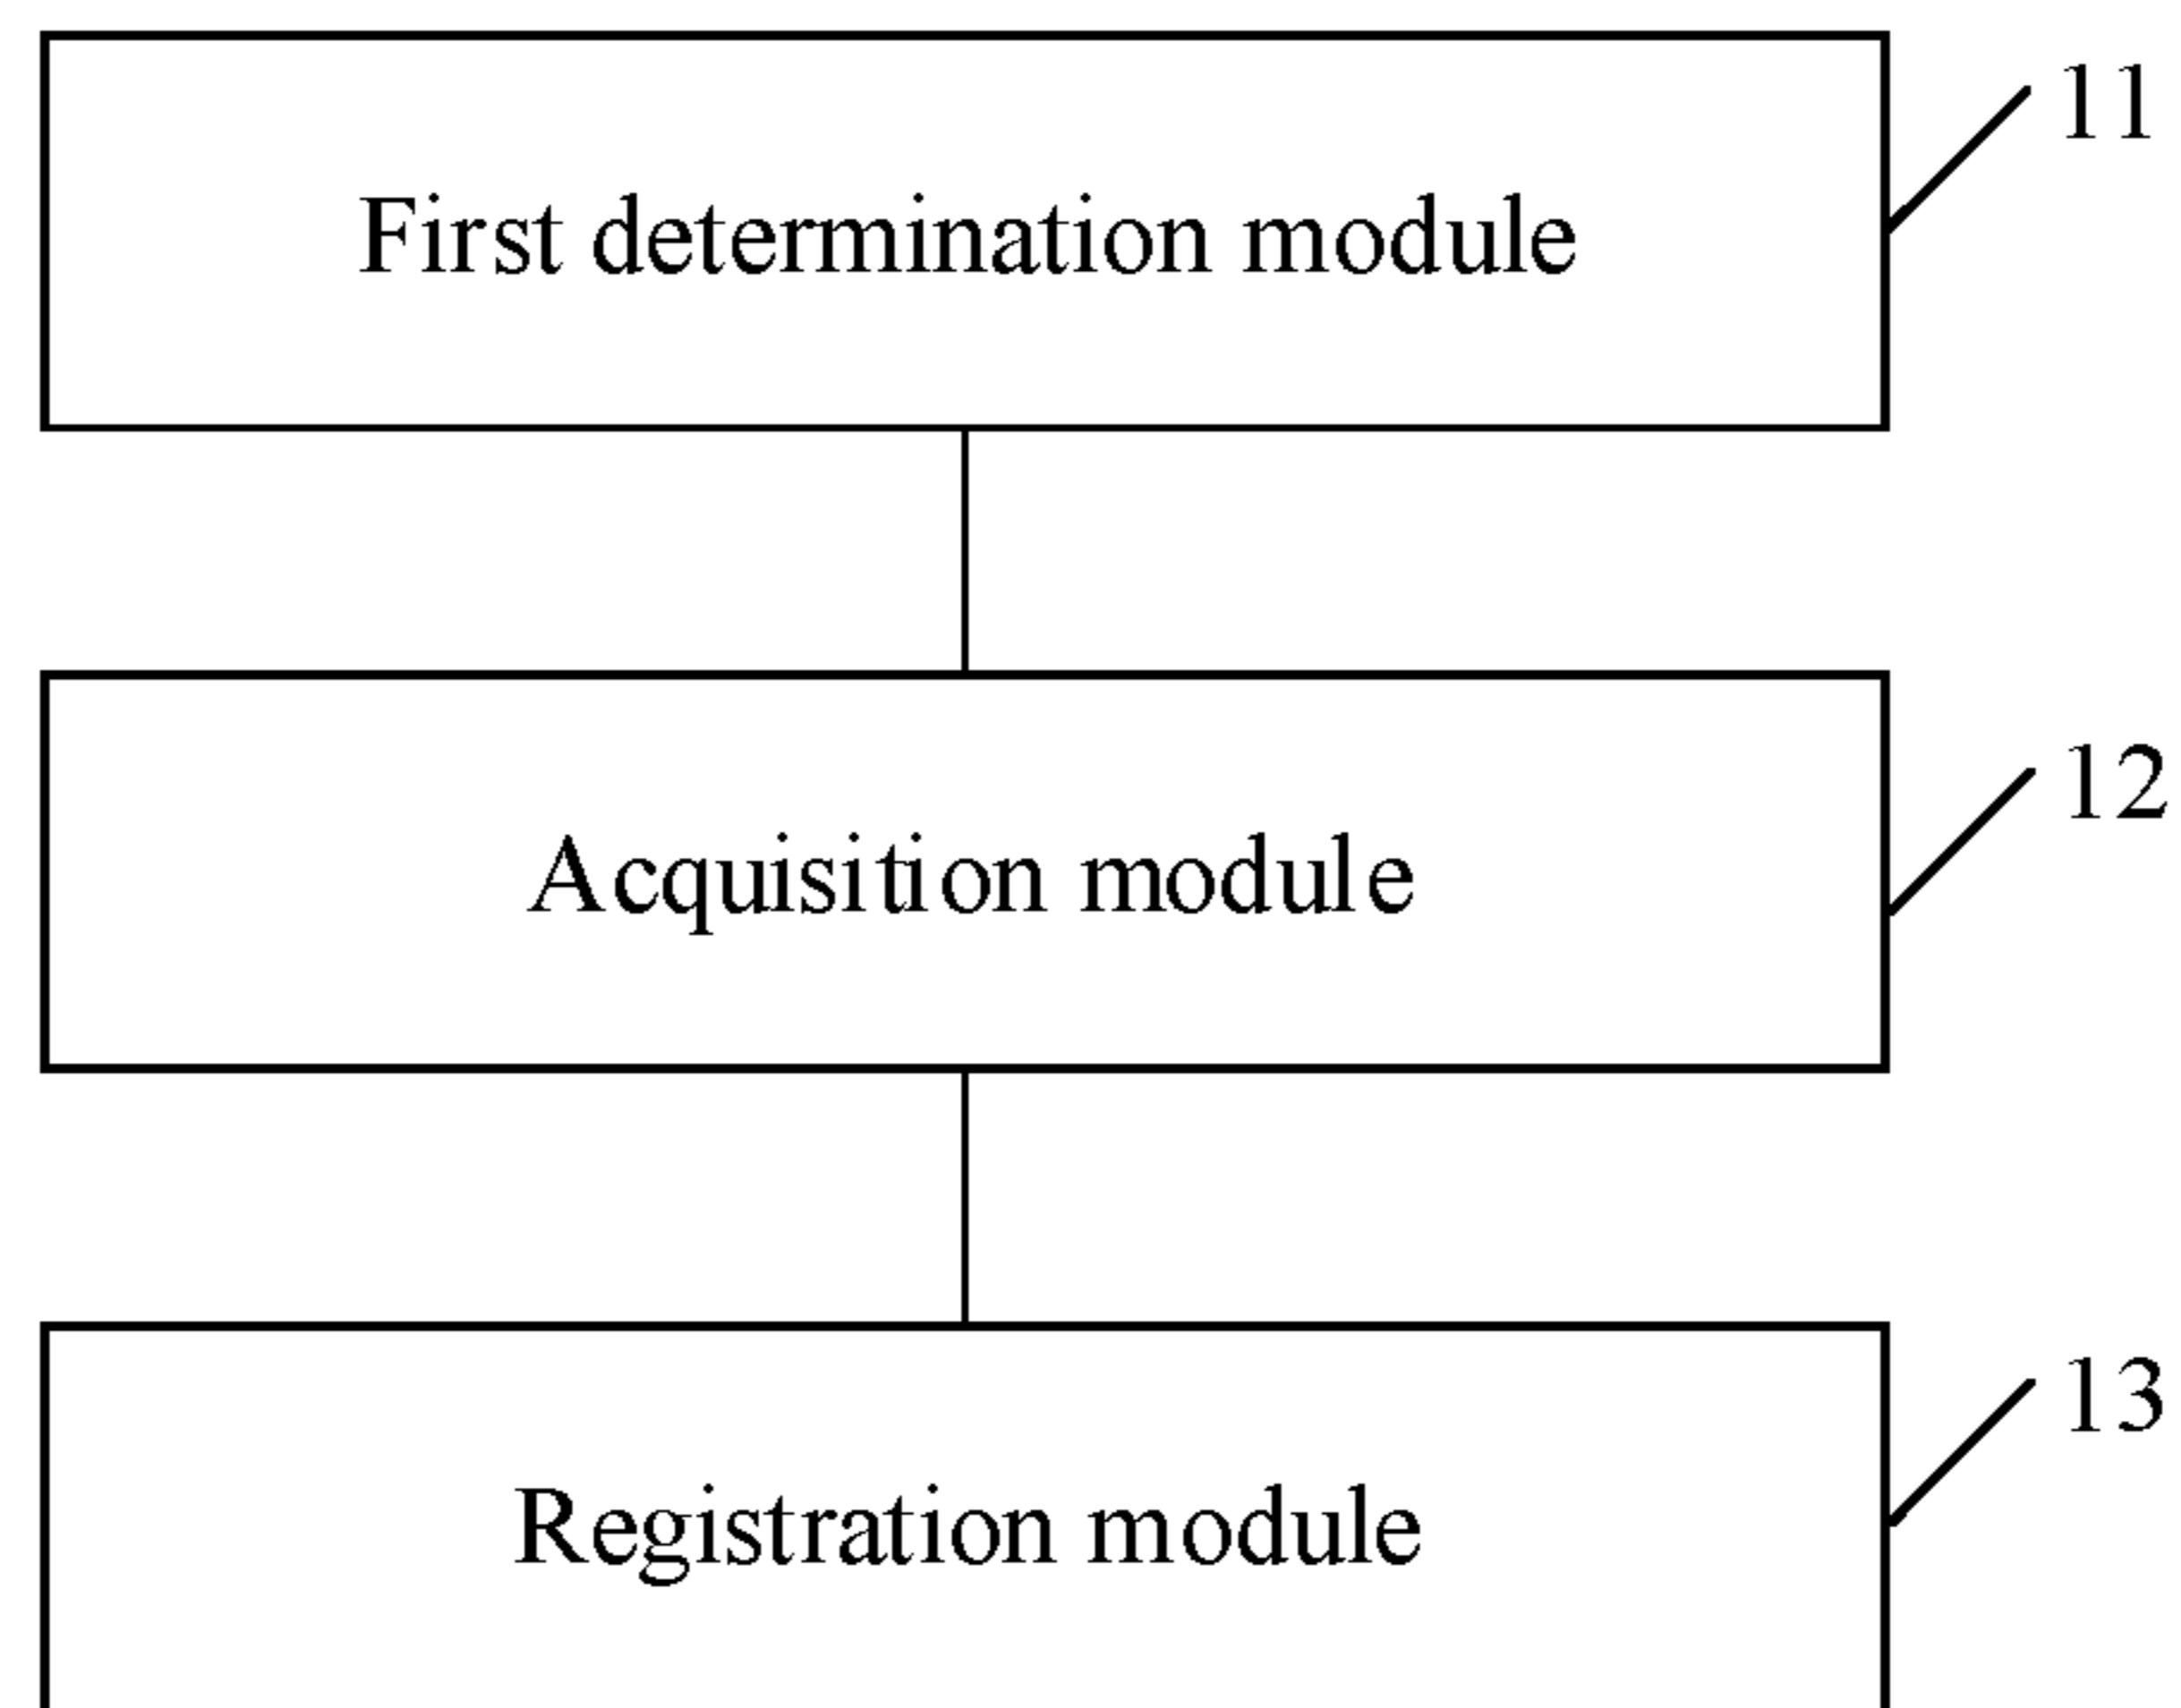 First determination module
11
Acquisition module
12
Registration module
13